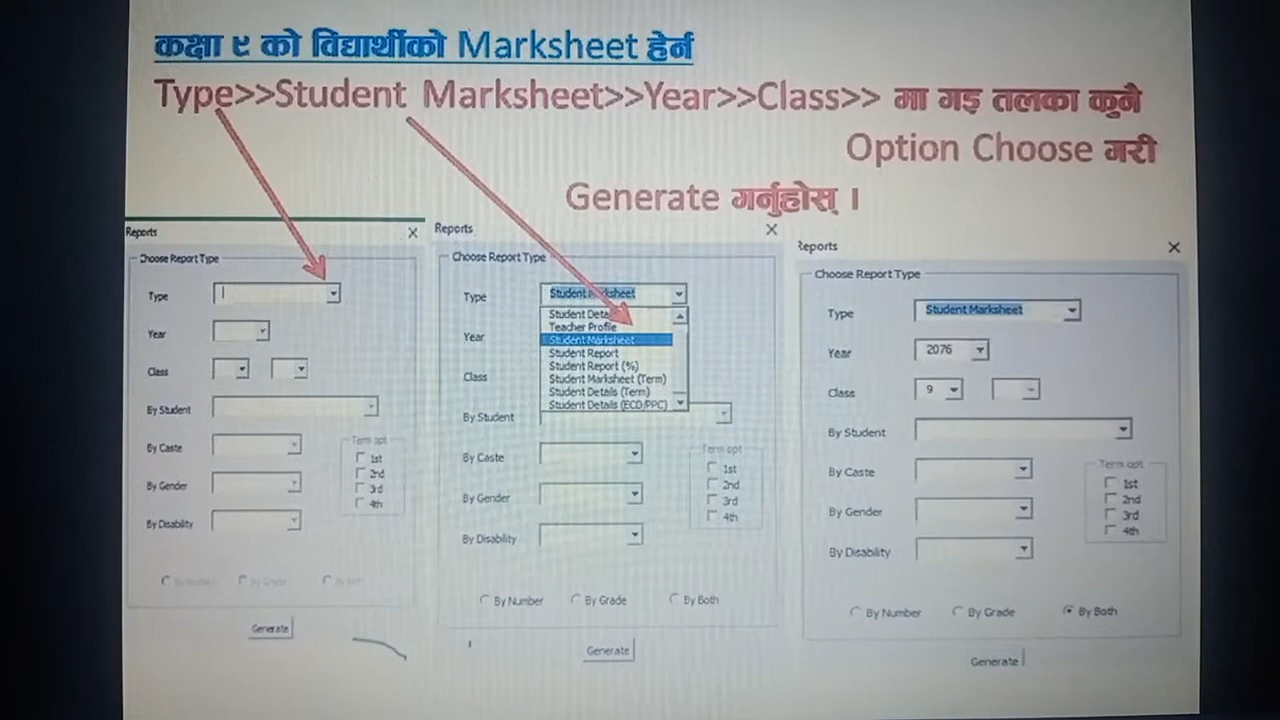 कक्षा ९ को विद्यार्थीको Marksheet हेर्न
Type>>Student Marksheet>>Year>>Class>> मा गइ तलका कुनै
Option Choose गरी
Generate गर्नुहोस् ।
Reports
Choose Report Type
Type
Year
Class
By Student
By Caste
By Gender
By Disability
Term opt
1st
2nd
3rd
4th
Generate
Reports
Choose Report Type
Type
Student Marksheet
Student Details
Teacher Profile
Student Marksheet
Student Report
Student Report (%)
Student Marksheet (Term)
Student Details (Term)
Student Details (ECD/PPC)
Year
Class
By Student
By Caste
By Gender
By Disability
Term opt
1st
2nd
3rd
4th
By Number By Grade By Both
Generate
Reports
Choose Report Type
Type Student Marksheet
Year 2076
Class 9
By Student
By Caste
By Gender
By Disability
Term opt
1st
2nd
3rd
4th
By Number By Grade By Both
Generate